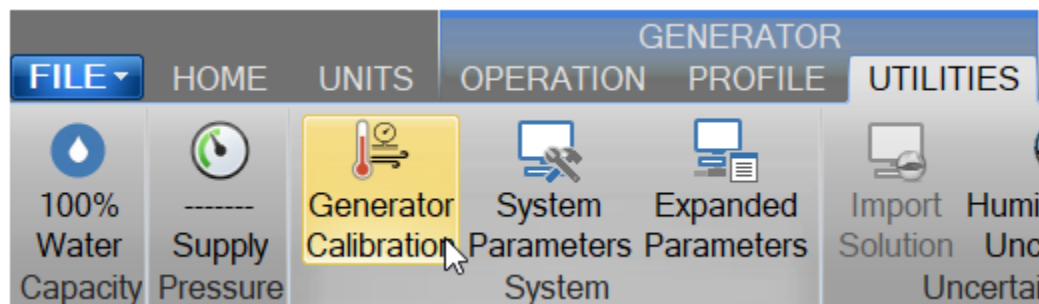 GENERATOR
FILE HOME UNITS OPERATION PROFILE UTILITIES
100% ------- Generator System Expanded Import
Water Supply Calibration Parameters Parameters Solution
Capacity Pressure System